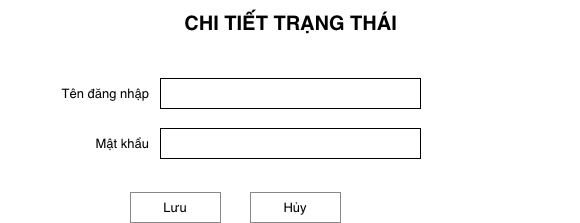 CHI TIẾT TRẠNG THÁI
Tên đăng nhập
Mật khẩu
Lưu Hủy